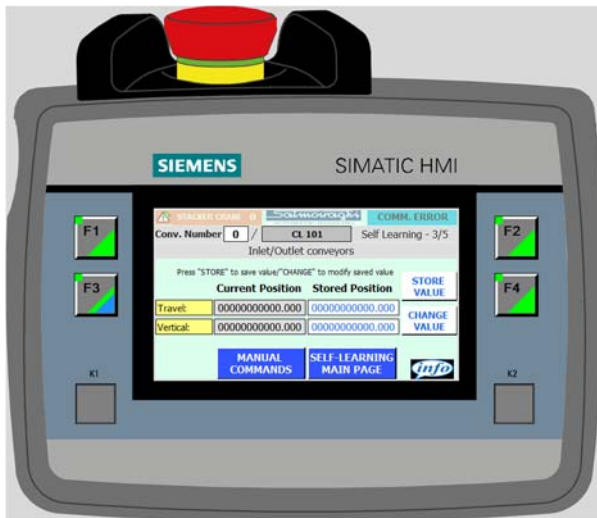 SIEMENS SIMATIC HMI
STACKER CRANE 0 Salmoiraghi COMM. ERROR
Conv. Number 0 / CL 101 Self Learning - 3/5
Inlet/Outlet conveyors
Press "STORE" to save value/"CHANGE" to modify saved value
Current Position Stored Position STORE VALUE
Travel: 00000000000.000 00000000000.000
Vertical: 00000000000.000 00000000000.000 CHANGE VALUE
MANUAL COMMANDS SELF-LEARNING MAIN PAGE info
F1 F2
F3 F4
K1 K2